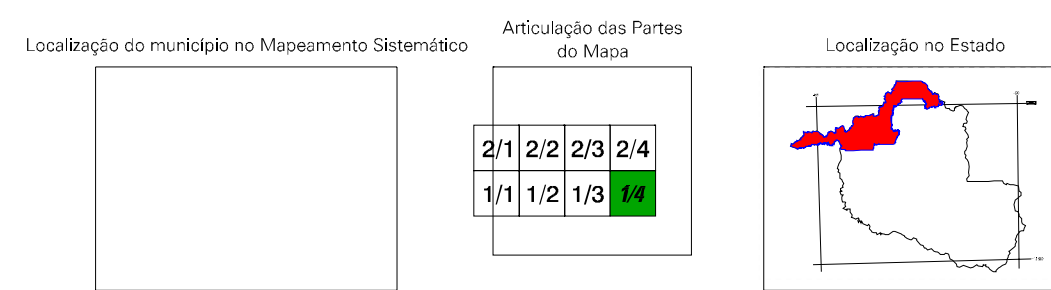 Localização do município no Mapeamento Sistemático
Articulação das Partes
do Mapa
Localização no Estado
2/1 2/2 2/3 2/4
1/1 1/2 1/3 1/4